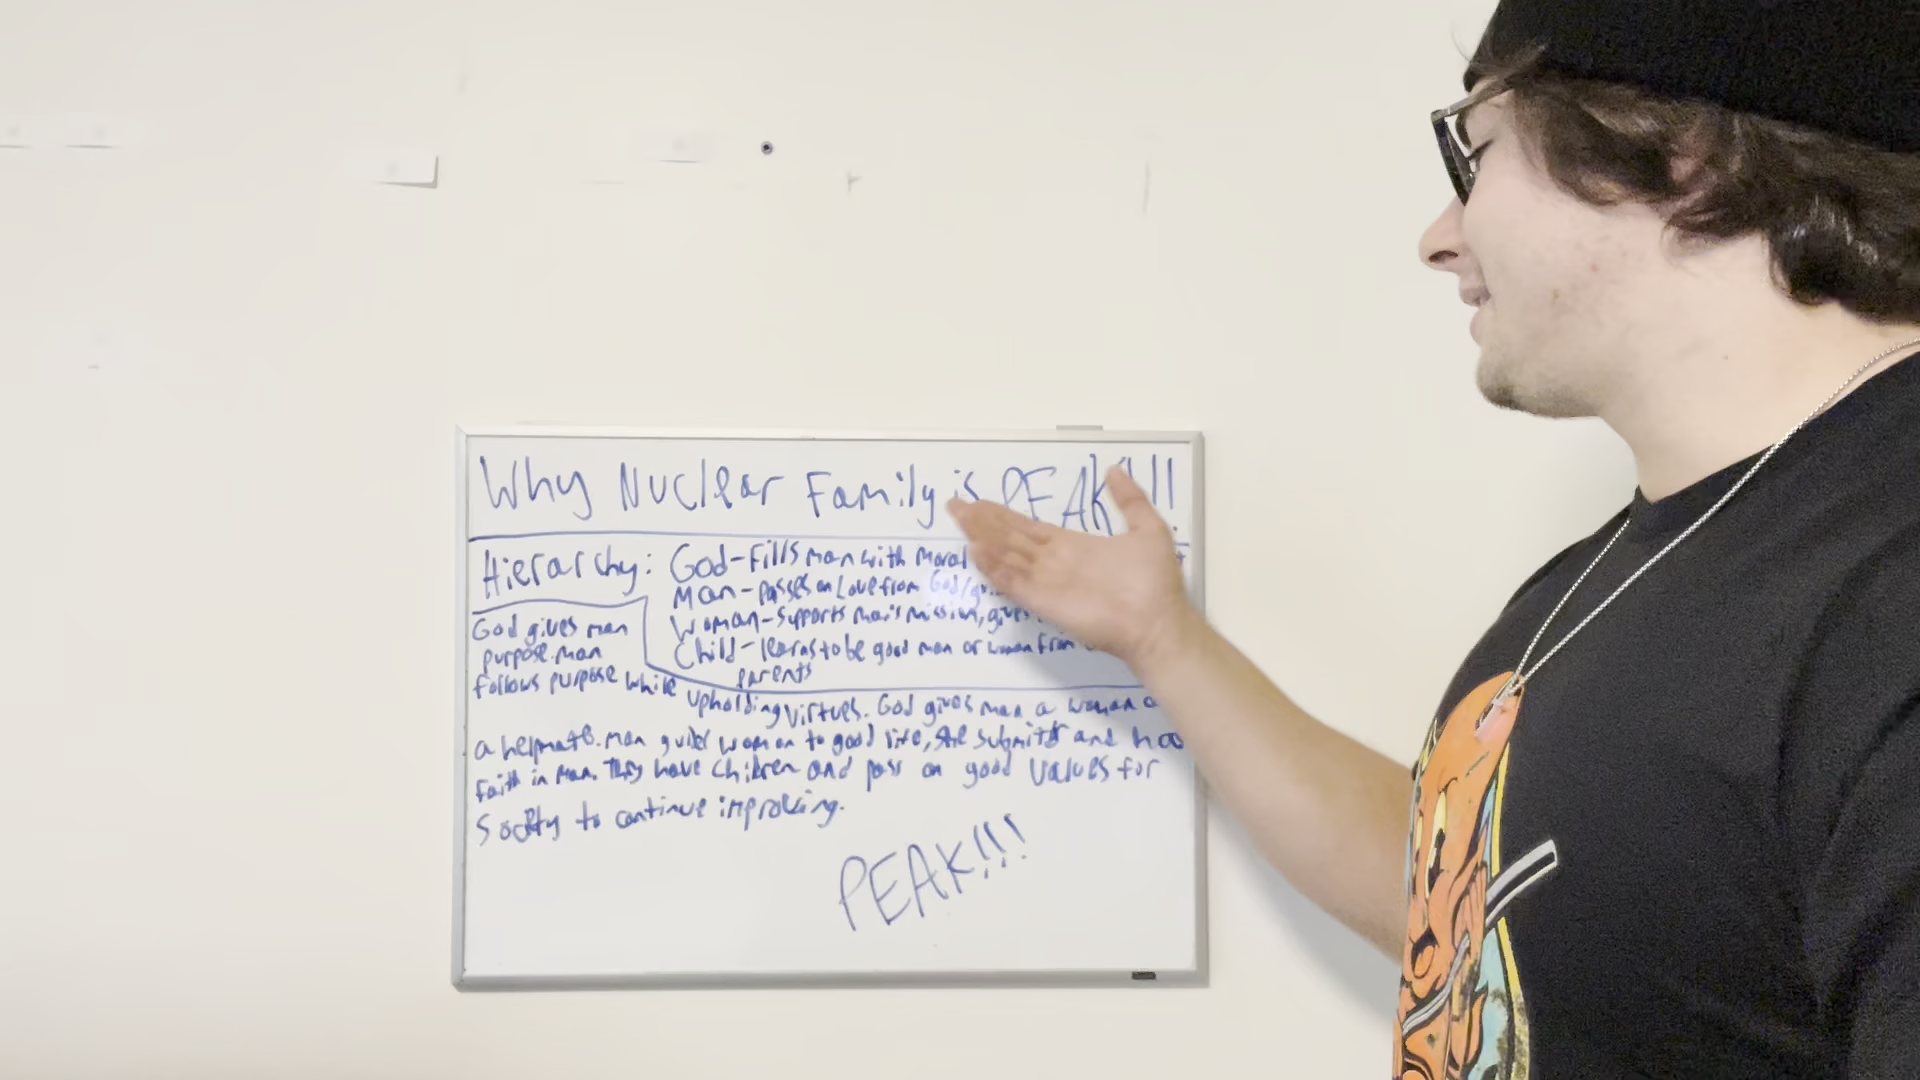 Why Nuclear Family is PEAK!!!
Hierarchy: God-Fills man with Moral
Man-passes on Love from God/
Woman-Supports man's mission, gives
Child-learns to be good man or woman from
parents
God gives man
purpose. man
follows purpose while upholding virtues. God gives man a woman
a helpmate. man guides woman to good life, She submits and has
faith in man. They have children and pass on good values for
Society to continue improving.
PEAK!!!